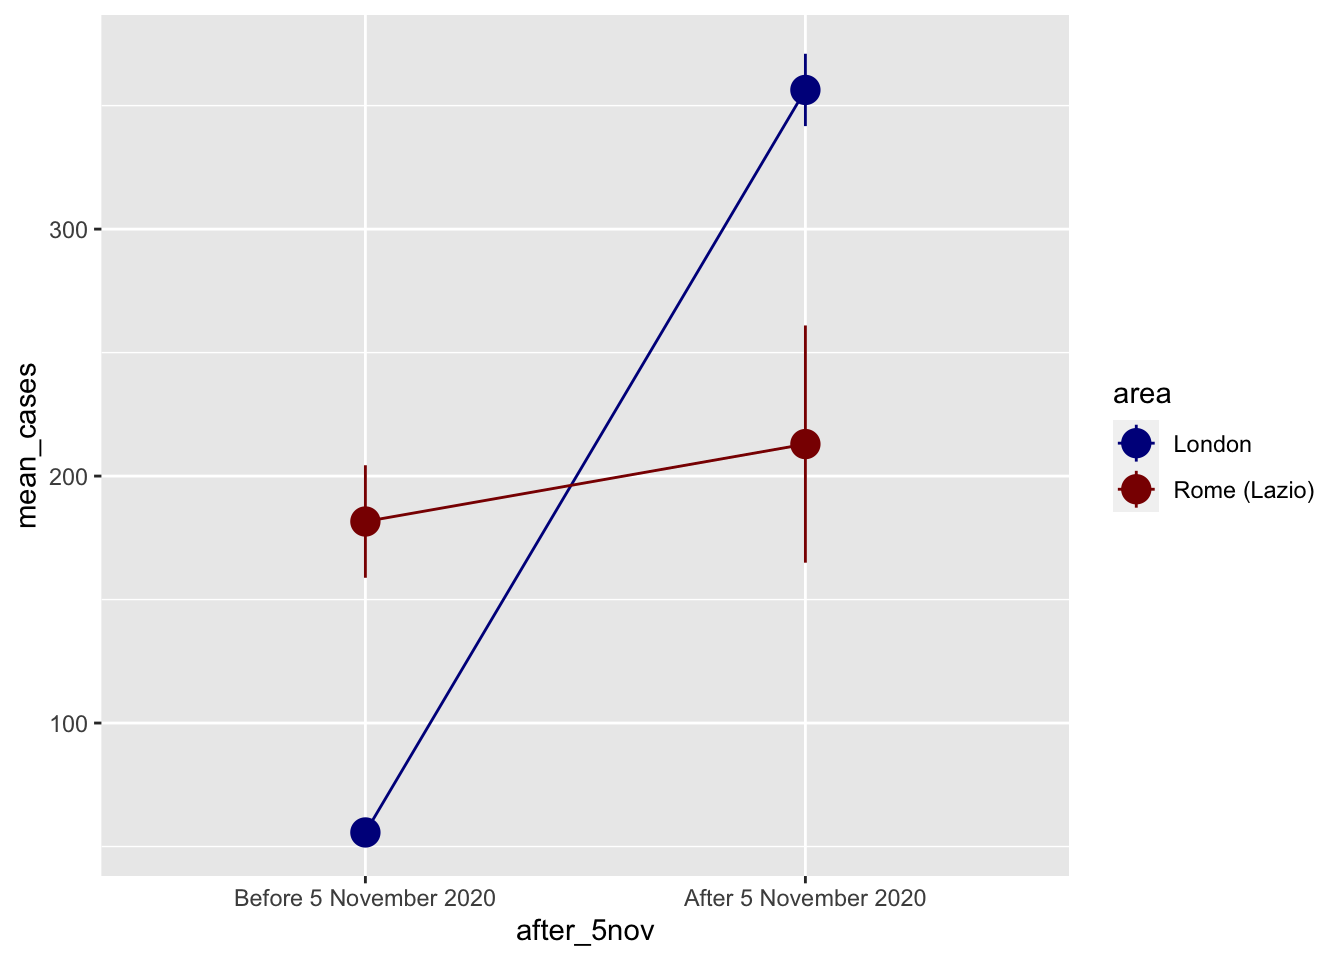 mean_cases
300
200
100
Before 5 November 2020
After 5 November 2020
after_5nov
area
London
Rome (Lazio)